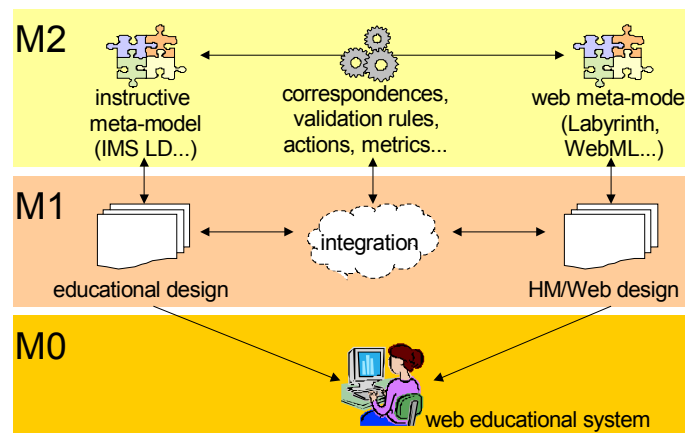 M2
instructive
meta-model
(IMS LD...)
correspondences,
validation rules,
actions, metrics...
web meta-mode
(Labyrinth,
WebML...)
M1
educational design
integration
HM/Web design
M0
web educational system